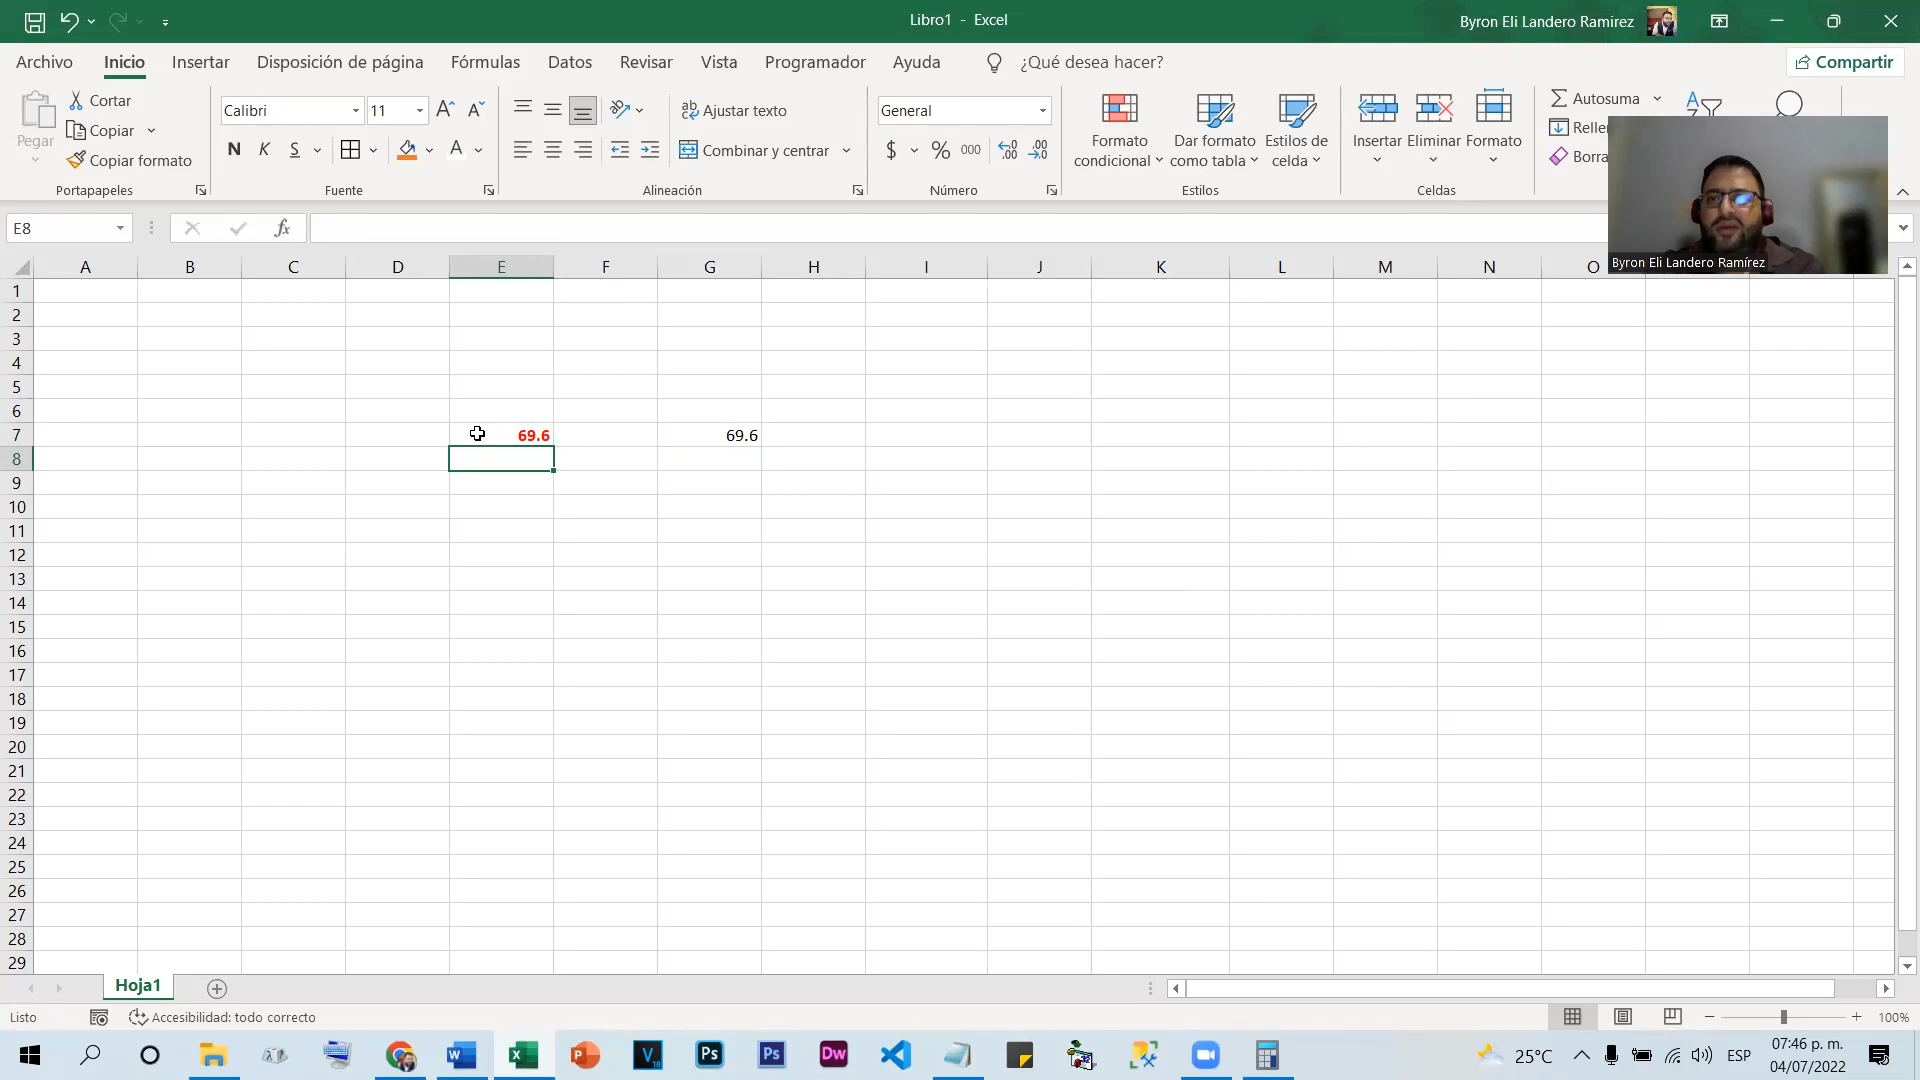 Libro1 - Excel
Byron Eli Landero Ramirez
Archivo Inicio Insertar Disposición de página Fórmulas Datos Revisar Vista Programador Ayuda ¿Qué desea hacer? Compartir
Pegar
Cortar
Copiar
Copiar formato
Portapapeles
Calibri 11
N K S A
Fuente
Ajustar texto
Combinar y centrar
Alineación
General
$ % 000
Número
Formato condicional
Dar formato como tabla
Estilos de celda
Estilos
Insertar Eliminar Formato
Celdas
Autosuma
Relle
Borra
Byron Eli Landero Ramírez
E8 fx
A B C D E F G H I J K L M N O
1
2
3
4
5
6
7 69.6 69.6
8
9
10
11
12
13
14
15
16
17
18
19
20
21
22
23
24
25
26
27
28
29
Hoja1
Listo Accesibilidad: todo correcto 100%
25°C ESP 07:46 p. m.
04/07/2022